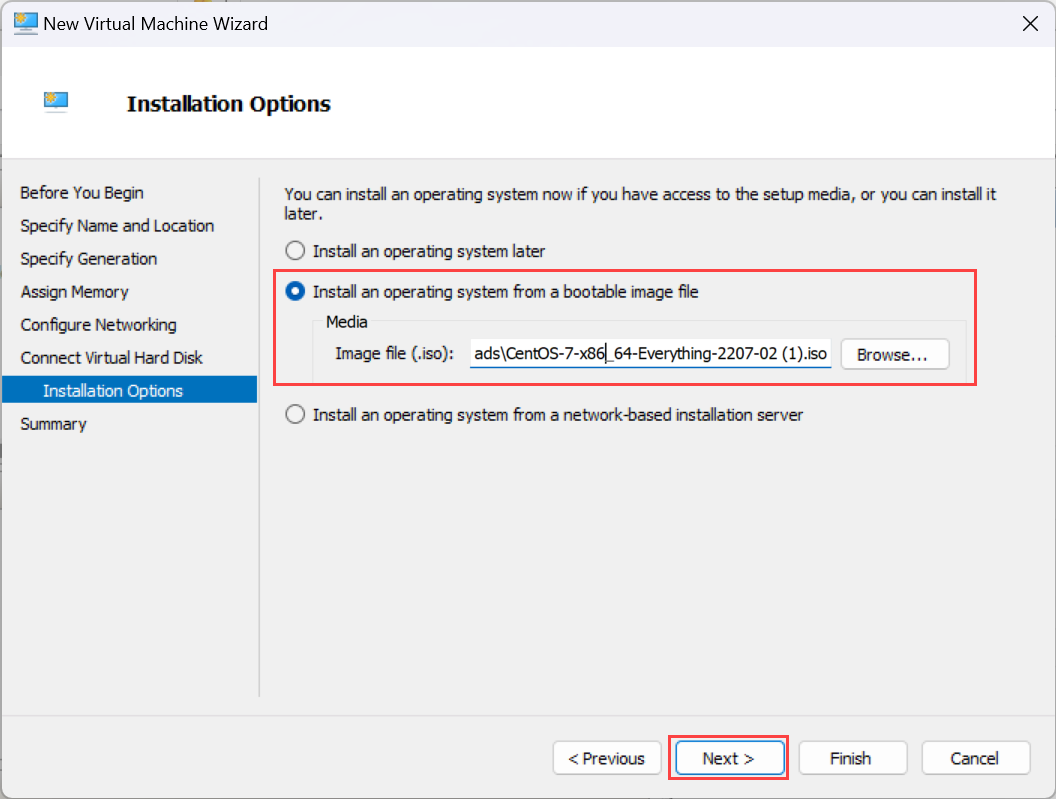 New Virtual Machine Wizard
Installation Options
Before You Begin
Specify Name and Location
Specify Generation
Assign Memory
Configure Networking
Connect Virtual Hard Disk
Installation Options
Summary
You can install an operating system now if you have access to the setup media, or you can install it
later.
Install an operating system later
Install an operating system from a bootable image file
Media
Image file (.iso): ads\CentOS-7-x86_64-Everything-2207-02 (1).iso Browse...
Install an operating system from a network-based installation server
< Previous Next > Finish Cancel